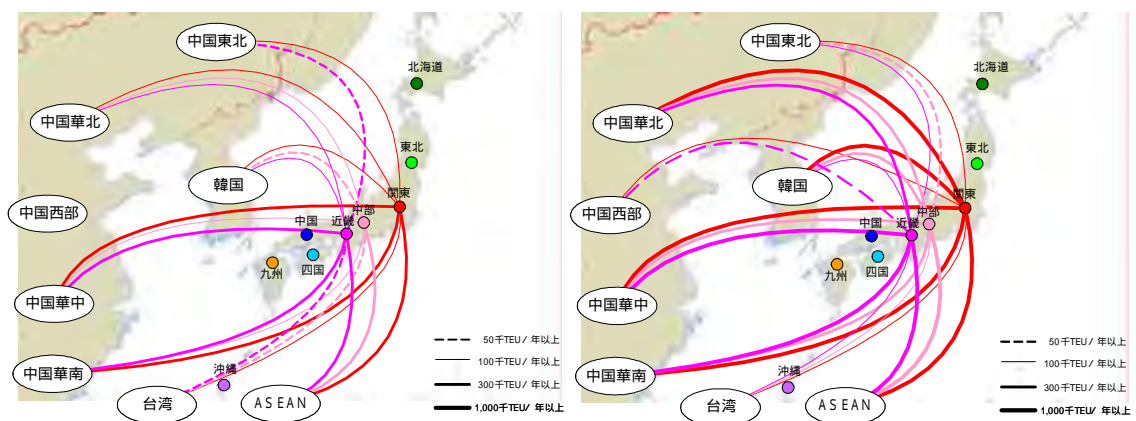 中国東北
北海道
中国華北
東北
韓国
関東
中国西部
中部
近畿
中国
九州
四国
中国華中
中国華南
沖縄
台湾
ASEAN
50千TEU/年以上
100千TEU/年以上
300千TEU/年以上
1,000千TEU/年以上
中国東北
北海道
中国華北
東北
韓国
関東
中国西部
中部
近畿
中国
九州
四国
中国華中
中国華南
沖縄
台湾
ASEAN
50千TEU/年以上
100千TEU/年以上
300千TEU/年以上
1,000千TEU/年以上